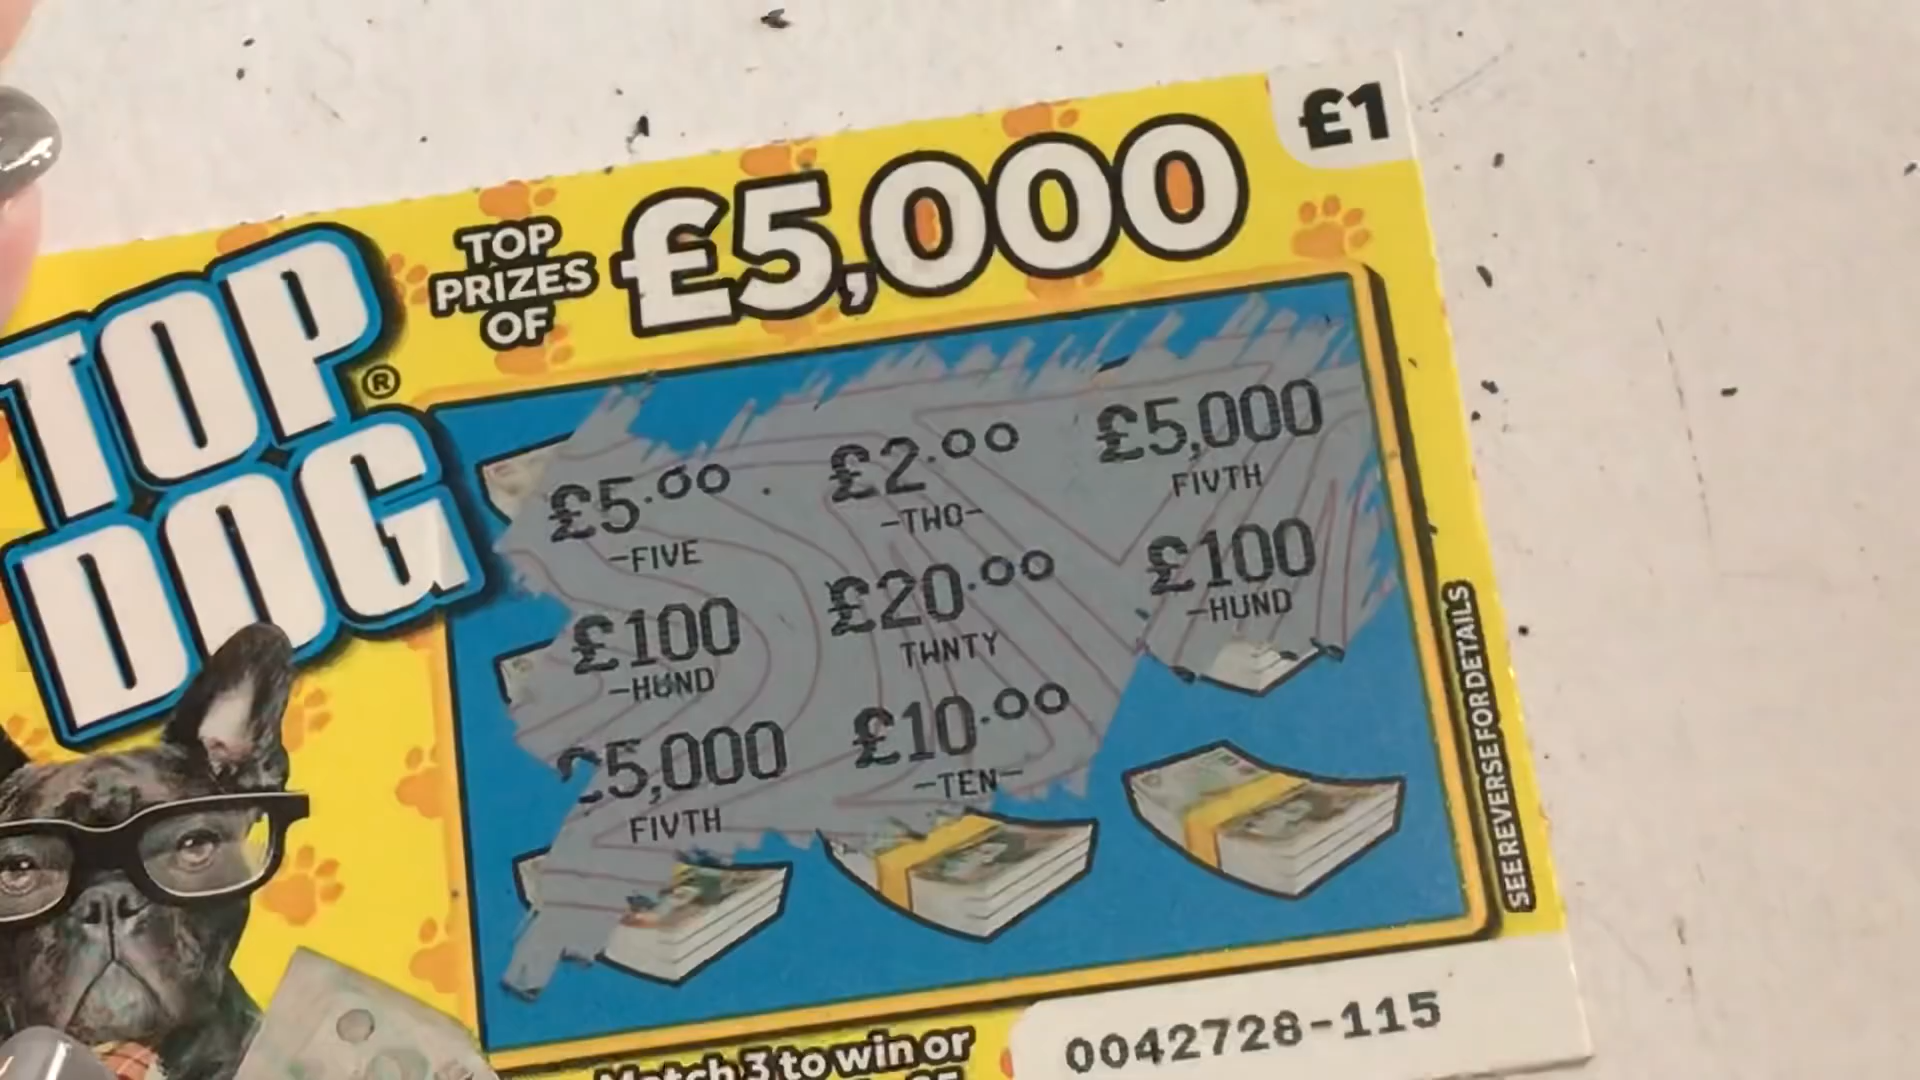 £1
TOP
PRIZES
OF
£5,000
TOP
DOG®
£5.00
-FIVE
£2.00
-TWO-
£5,000
FIVTH
£100
-HUND
£20.00
TWNTY
£100
-HUND
£5,000
FIVTH
£10.00
-TEN-
SEE REVERSE FOR DETAILS
Match 3 to win or
0042728-115